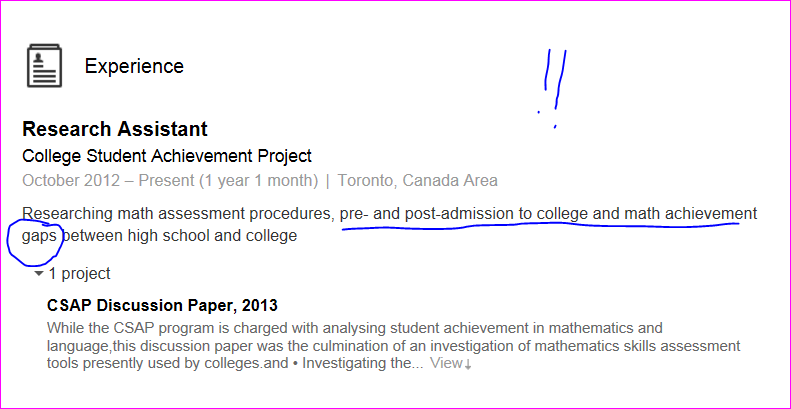 Experience
!!
Research Assistant
College Student Achievement Project
October 2012 – Present (1 year 1 month) | Toronto, Canada Area
Researching math assessment procedures, pre- and post-admission to college and math achievement
gaps between high school and college
1 project
CSAP Discussion Paper, 2013
While the CSAP program is charged with analysing student achievement in mathematics and
language,this discussion paper was the culmination of an investigation of mathematics skills assessment
tools presently used by colleges.and • Investigating the... View↓